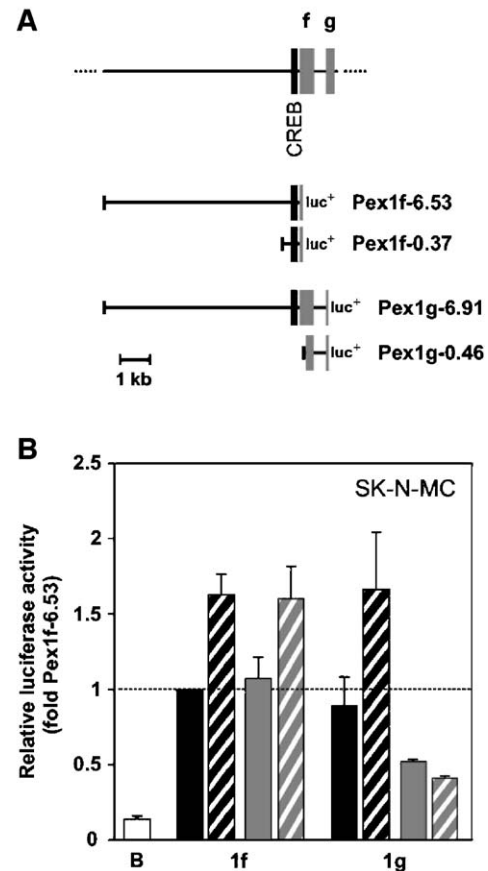 A
f g
CREB
luc⁺ Pex1f-6.53
luc⁺ Pex1f-0.37
luc⁺ Pex1g-6.91
luc⁺ Pex1g-0.46
1 kb
B
SK-N-MC
Relative luciferase activity
(fold Pex1f-6.53)
2.5
2
1.5
1
0.5
0
B 1f 1g